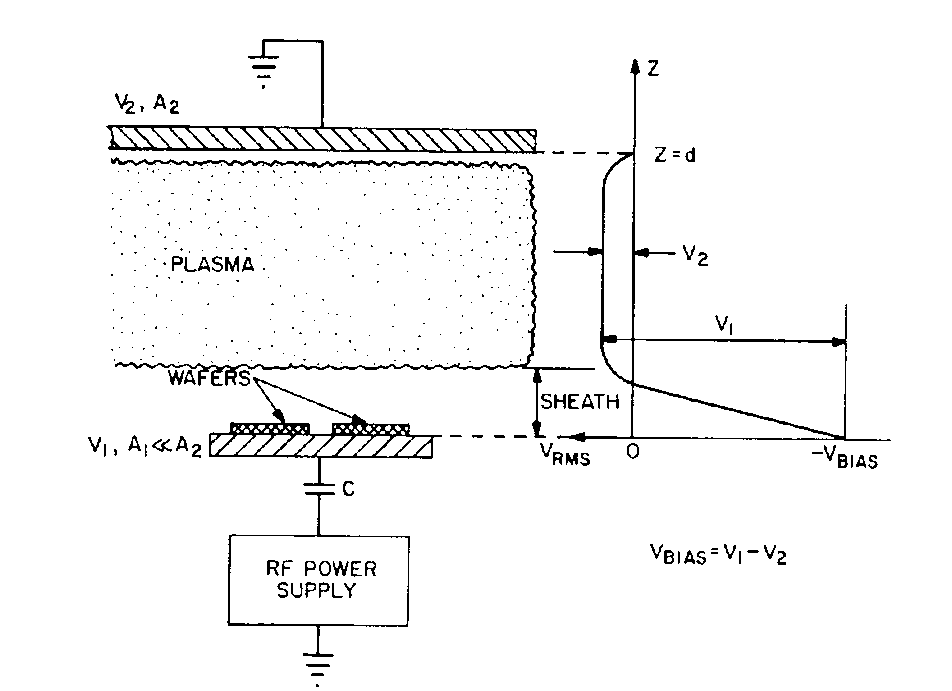 Z
V2, A2
Z=d
PLASMA
V2
V1
WAFERS
SHEATH
V1, A1≪A2
VRMS
0
-VBIAS
C
VBIAS=V1-V2
RF POWER
SUPPLY